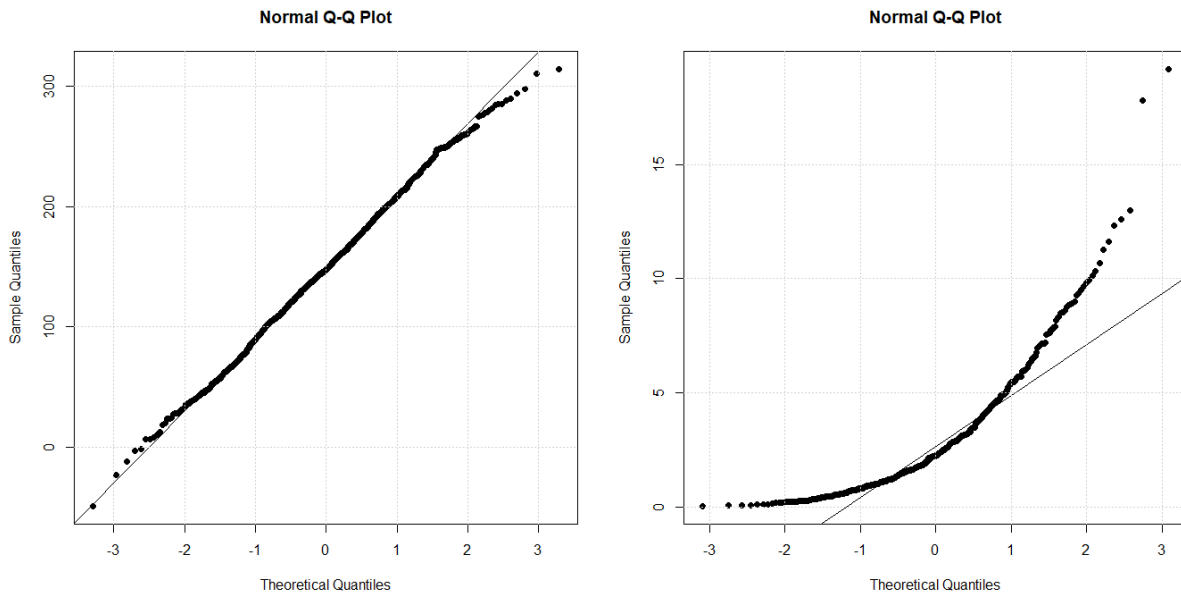 Normal Q-Q Plot
Sample Quantiles
300
200
100
0
-3 -2 -1 0 1 2 3
Theoretical Quantiles
Normal Q-Q Plot
Sample Quantiles
15
10
5
0
-3 -2 -1 0 1 2 3
Theoretical Quantiles